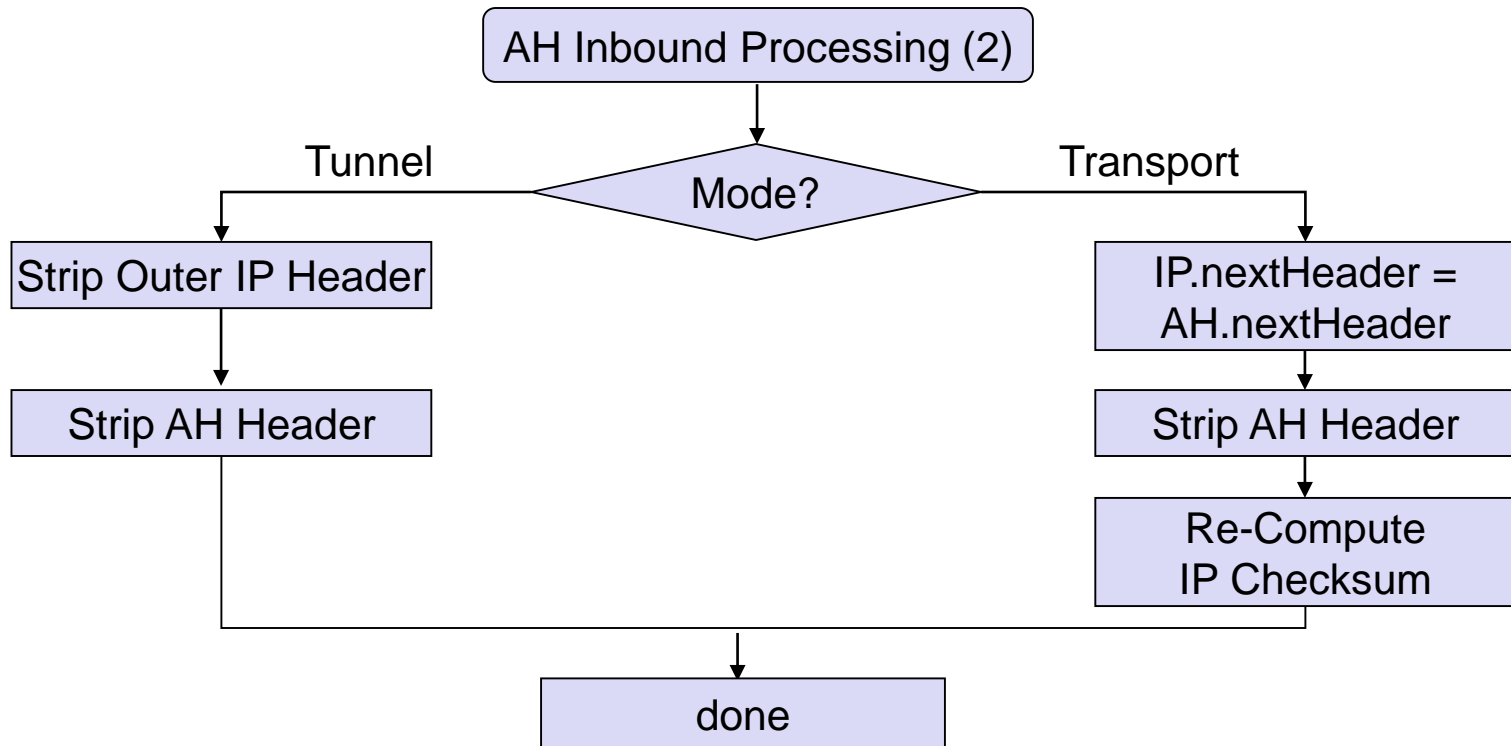 AH Inbound Processing (2)
Tunnel
Mode?
Transport
Strip Outer IP Header
Strip AH Header
IP.nextHeader =
AH.nextHeader
Strip AH Header
Re-Compute
IP Checksum
done